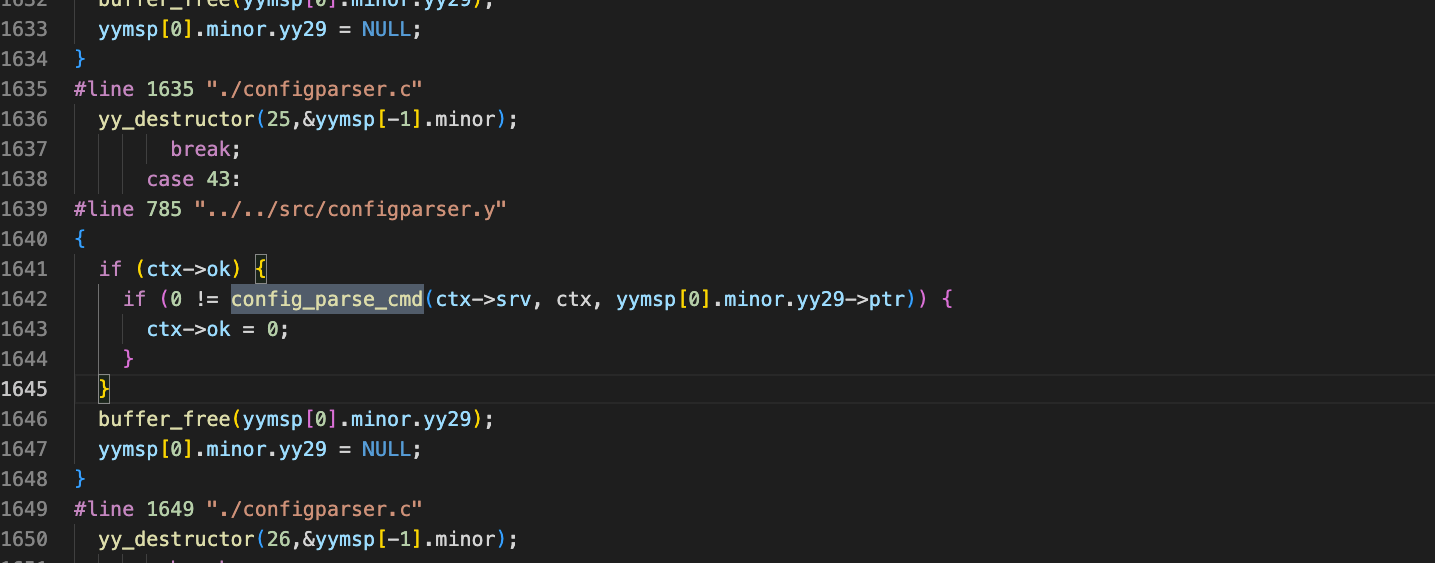 1632 buffer_free(yymsp[0].minor.yy29);
1633 yymsp[0].minor.yy29 = NULL;
1634 }
1635 #line 1635 "./configparser.c"
1636 yy_destructor(25,&yymsp[-1].minor);
1637 break;
1638 case 43:
1639 #line 785 "../../src/configparser.y"
1640 {
1641 if (ctx->ok) {
1642 if (0 != config_parse_cmd(ctx->srv, ctx, yymsp[0].minor.yy29->ptr)) {
1643 ctx->ok = 0;
1644 }
1645 }
1646 buffer_free(yymsp[0].minor.yy29);
1647 yymsp[0].minor.yy29 = NULL;
1648 }
1649 #line 1649 "./configparser.c"
1650 yy_destructor(26,&yymsp[-1].minor);